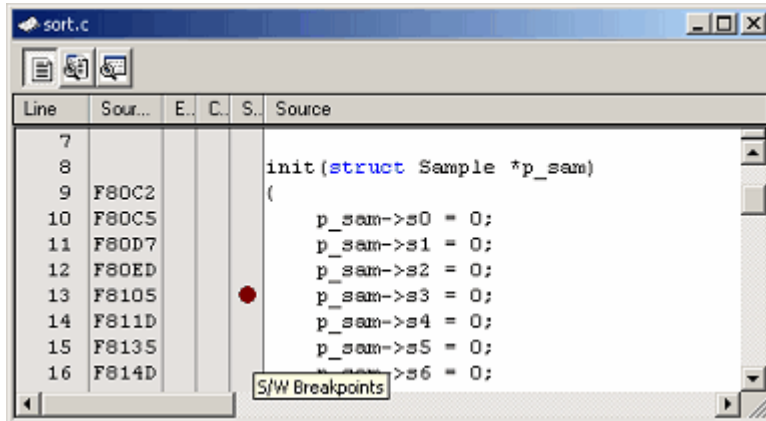 sort.c
Line Sour... E.. C.. S.. Source
7
8 init(struct Sample *p_sam)
9 F80C2 {
10 F80C5 p_sam->s0 = 0;
11 F80D7 p_sam->s1 = 0;
12 F80ED p_sam->s2 = 0;
13 F8105 p_sam->s3 = 0;
14 F811D p_sam->s4 = 0;
15 F8135 p_sam->s5 = 0;
16 F814D p_sam->s6 = 0;
S/W Breakpoints